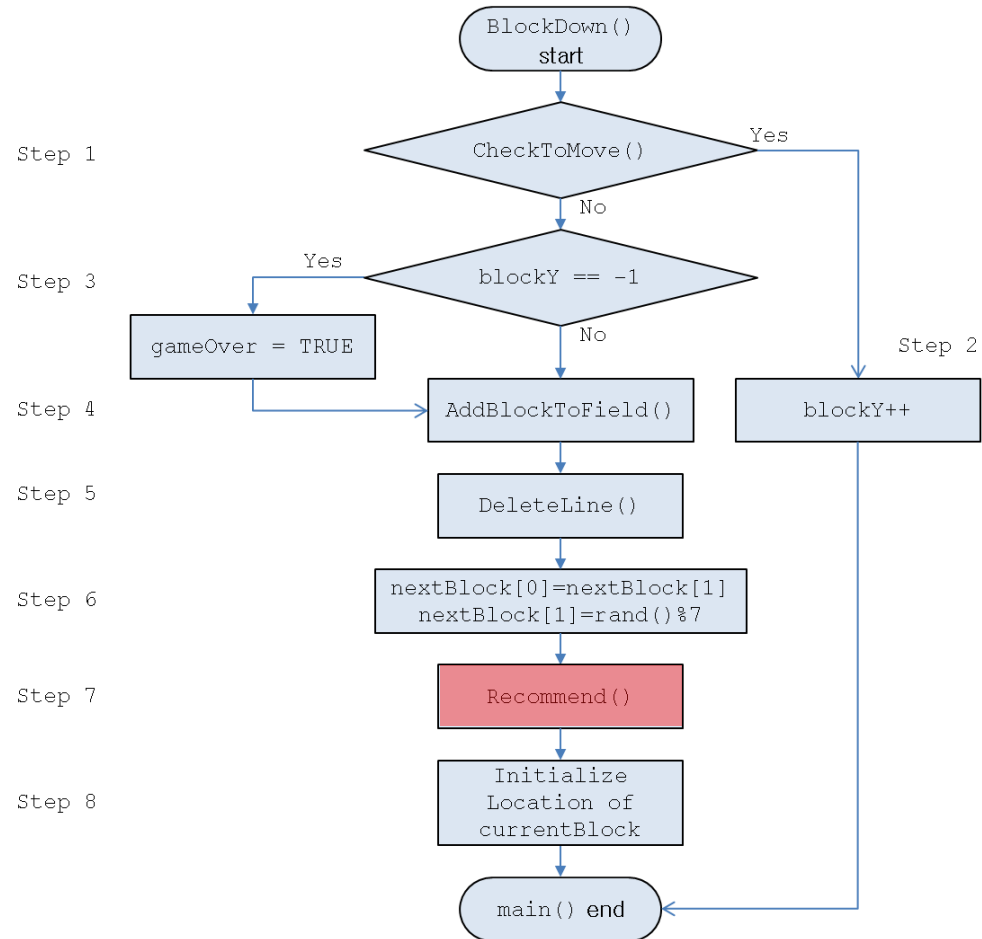 BlockDown()
start
Step 1
CheckToMove()
Yes
No
Step 3
Yes
blockY == -1
No
gameOver = TRUE
Step 2
Step 4
AddBlockToField()
blockY++
Step 5
DeleteLine()
Step 6
nextBlock[0]=nextBlock[1]
nextBlock[1]=rand()%7
Step 7
Recommend()
Step 8
Initialize
Location of
currentBlock
main() end